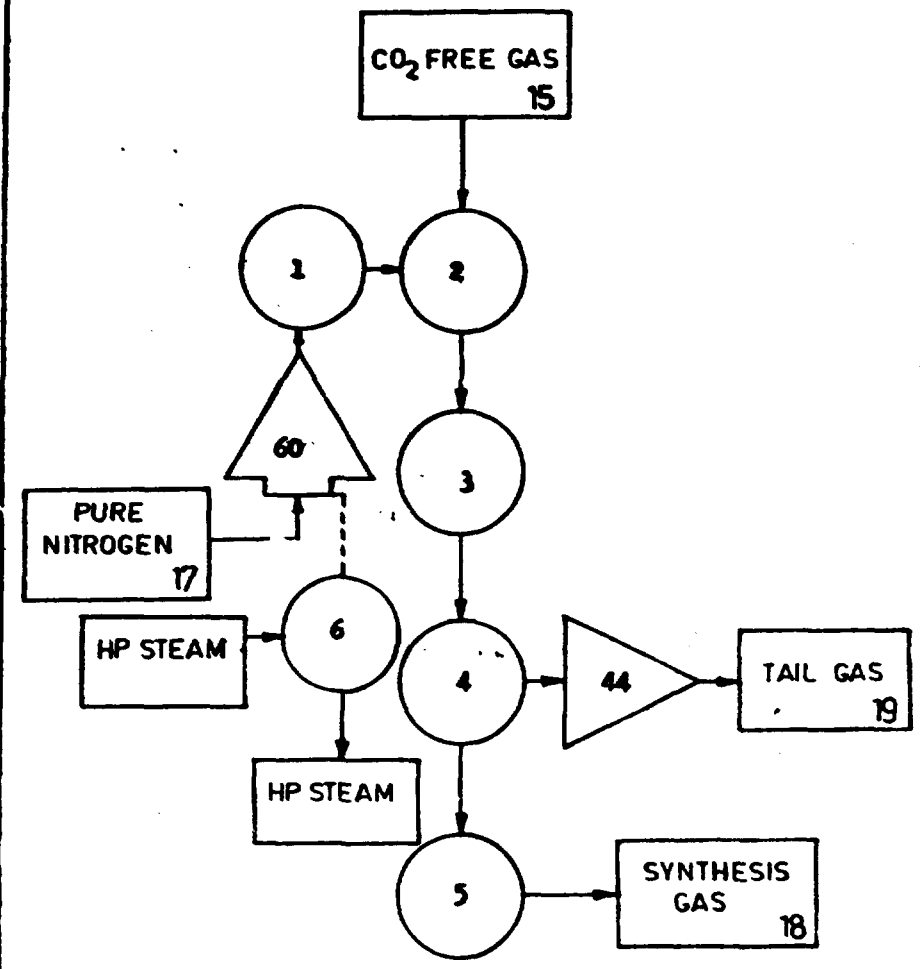 CO₂ FREE GAS
15
1
2
60
3
PURE
NITROGEN
17
HP STEAM
6
4
44
TAIL GAS
19
HP STEAM
5
SYNTHESIS
GAS
18